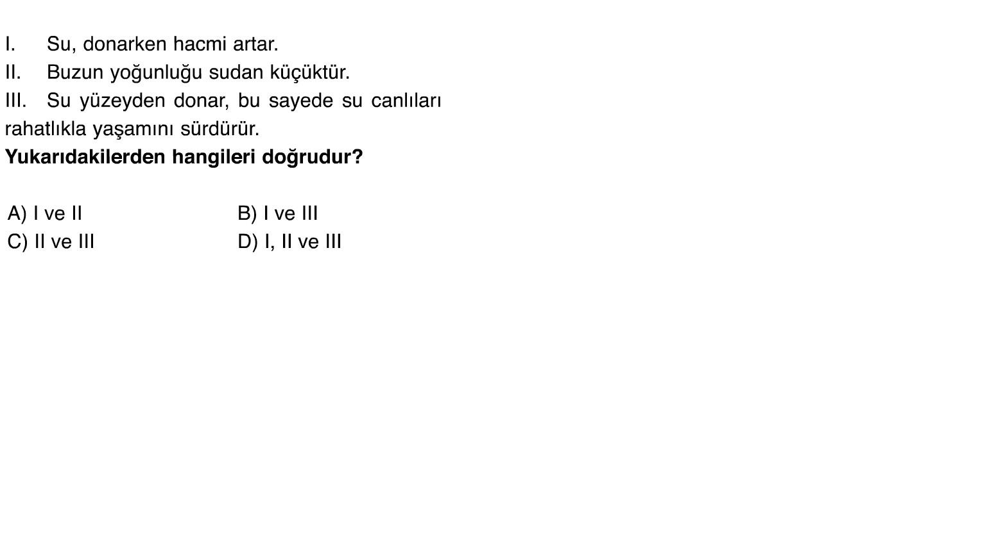 I. Su, donarken hacmi artar.
II. Buzun yoğunluğu sudan küçüktür.
III. Su yüzeyden donar, bu sayede su canlıları
rahatlıkla yaşamını sürdürür.
Yukarıdakilerden hangileri doğrudur?
A) I ve II B) I ve III
C) II ve III D) I, II ve III